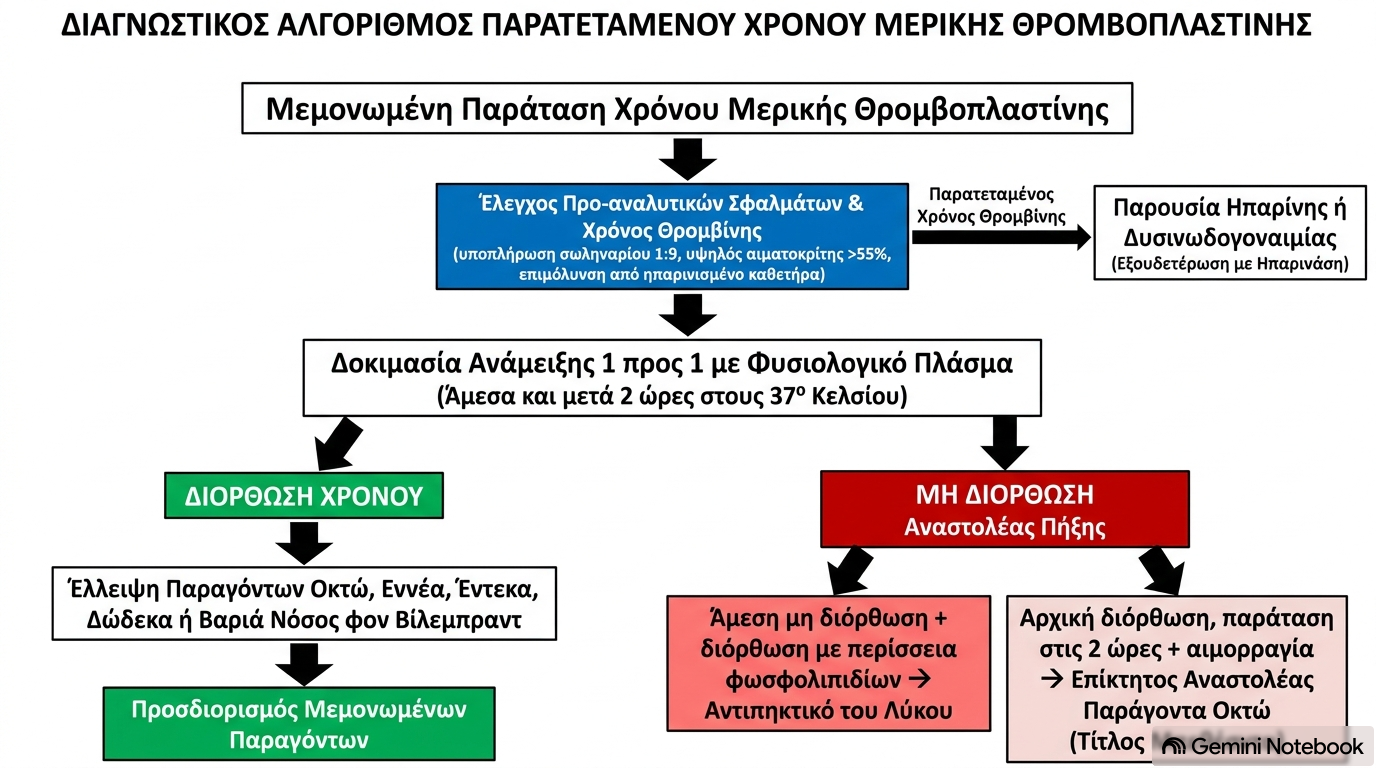 ΔΙΑΓΝΩΣΤΙΚΟΣ ΑΛΓΟΡΙΘΜΟΣ ΠΑΡΑΤΕΤΑΜΕΝΟΥ ΧΡΟΝΟΥ ΜΕΡΙΚΗΣ ΘΡΟΜΒΟΠΛΑΣΤΙΝΗΣ
Μεμονωμένη Παράταση Χρόνου Μερικής Θρομβοπλαστίνης
Έλεγχος Προ-αναλυτικών Σφαλμάτων &
Χρόνος Θρομβίνης
(υποπλήρωση σωληναρίου 1:9, υψηλός αιματοκρίτης >55%,
επιμόλυνση από ηπαρινισμένο καθετήρα)
Παρατεταμένος
Χρόνος Θρομβίνης
Παρουσία Ηπαρίνης ή
Δυσινωδογοναιμίας
(Εξουδετέρωση με Ηπαρινάση)
Δοκιμασία Ανάμειξης 1 προς 1 με Φυσιολογικό Πλάσμα
(Άμεσα και μετά 2 ώρες στους 37º Κελσίου)
ΔΙΟΡΘΩΣΗ ΧΡΟΝΟΥ
Έλλειψη Παραγόντων Οκτώ, Εννέα, Έντεκα,
Δώδεκα ή Βαριά Νόσος φον Βίλεμπραντ
Προσδιορισμός Μεμονωμένων
Παραγόντων
ΜΗ ΔΙΟΡΘΩΣΗ
Αναστολέας Πήξης
Άμεση μη διόρθωση +
διόρθωση με περίσσεια
φωσφολιπιδίων →
Αντιπηκτικό του Λύκου
Αρχική διόρθωση, παράταση
στις 2 ώρες + αιμορραγία
→ Επίκτητος Αναστολέας
Παράγοντα Οκτώ
(Τίτλος
Gemini Notebook